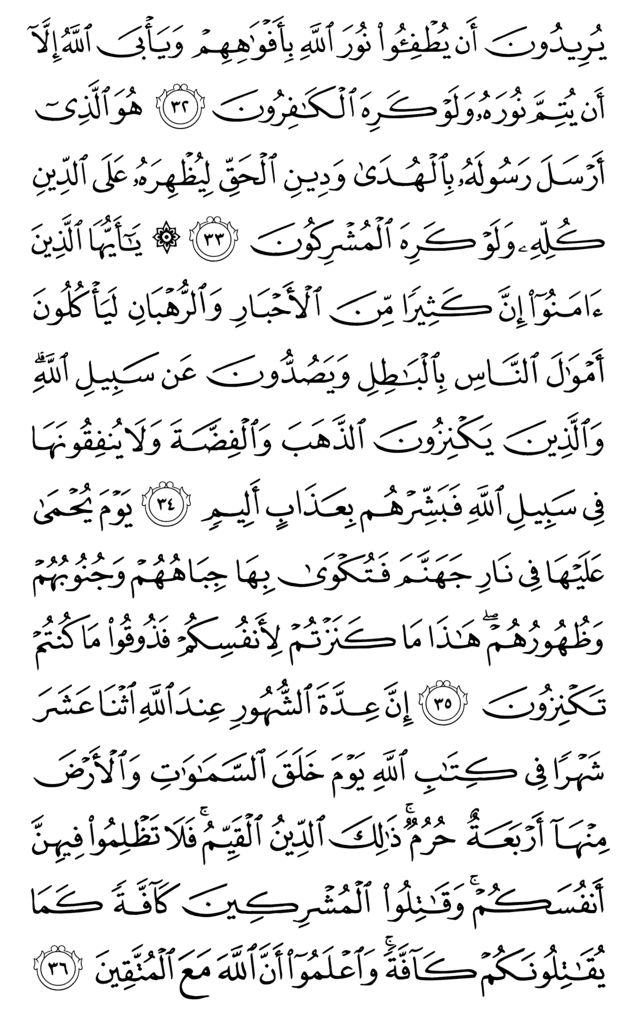 يُرِيدُونَ أَن يُطْفِـُٔوا۟ نُورَ ٱللَّهِ بِأَفْوَٰهِهِمْ وَيَأْبَى ٱللَّهُ إِلَّآ
أَن يُتِمَّ نُورَهُۥ وَلَوْ كَرِهَ ٱلْكَٰفِرُونَ ٣٢ هُوَ ٱلَّذِىٓ
أَرْسَلَ رَسُولَهُۥ بِٱلْهُدَىٰ وَدِينِ ٱلْحَقِّ لِيُظْهِرَهُۥ عَلَى ٱلدِّينِ
كُلِّهِۦ وَلَوْ كَرِهَ ٱلْمُشْرِكُونَ ٣٣ ۞ يَٰٓأَيُّهَا ٱلَّذِينَ
ءَامَنُوٓا۟ إِنَّ كَثِيرًا مِّنَ ٱلْأَحْبَارِ وَٱلرُّهْبَانِ لَيَأْكُلُونَ
أَمْوَٰلَ ٱلنَّاسِ بِٱلْبَٰطِلِ وَيَصُدُّونَ عَن سَبِيلِ ٱللَّهِ ۗ
وَٱلَّذِينَ يَكْنِزُونَ ٱلذَّهَبَ وَٱلْفِضَّةَ وَلَا يُنفِقُونَهَا
فِى سَبِيلِ ٱللَّهِ فَبَشِّرْهُم بِعَذَابٍ أَلِيمٍ ٣٤ يَوْمَ يُحْمَىٰ
عَلَيْهَا فِى نَارِ جَهَنَّمَ فَتُكْوَىٰ بِهَا جِبَاهُهُمْ وَجُنُوبُهُمْ
وَظُهُورُهُمْ ۖ هَٰذَا مَا كَنَزْتُمْ لِأَنفُسِكُمْ فَذُوقُوا۟ مَا كُنتُمْ
تَكْنِزُونَ ٣٥ إِنَّ عِدَّةَ ٱلشُّهُورِ عِندَ ٱللَّهِ ٱثْنَا عَشَرَ
شَهْرًا فِى كِتَٰبِ ٱللَّهِ يَوْمَ خَلَقَ ٱلسَّمَٰوَٰتِ وَٱلْأَرْضَ
مِنْهَآ أَرْبَعَةٌ حُرُمٌ ۚ ذَٰلِكَ ٱلدِّينُ ٱلْقَيِّمُ ۚ فَلَا تَظْلِمُوا۟ فِيهِنَّ
أَنفُسَكُمْ ۚ وَقَٰتِلُوا۟ ٱلْمُشْرِكِينَ كَآفَّةً كَمَا
يُقَٰتِلُونَكُمْ كَآفَّةً ۚ وَٱعْلَمُوٓا۟ أَنَّ ٱللَّهَ مَعَ ٱلْمُتَّقِينَ ٣٦